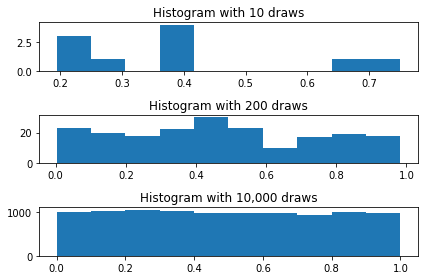 Histogram with 10 draws
2.5
0.0
0.2 0.3 0.4 0.5 0.6 0.7
Histogram with 200 draws
20
0
0.0 0.2 0.4 0.6 0.8 1.0
Histogram with 10,000 draws
1000
0
0.0 0.2 0.4 0.6 0.8 1.0